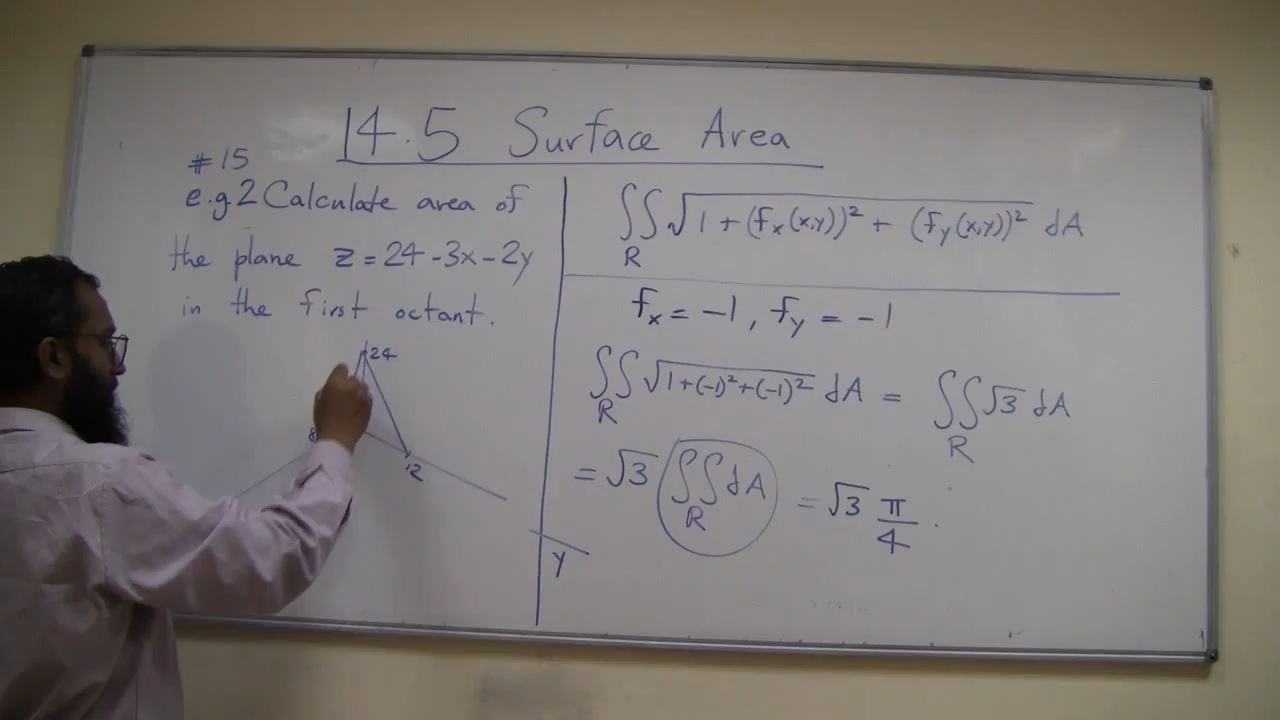 14.5 Surface Area
# 15
e.g.2 Calculate area of
the plane z = 24 - 3x - 2y
in the first octant.
24
8
12
y
∬_R √(1 + (f_x(x,y))² + (f_y(x,y))²) dA
f_x = -1, f_y = -1
∬_R √(1+(-1)²+(-1)²) dA = ∬_R √3 dA
= √3 ∬_R dA = √3 π/4 .